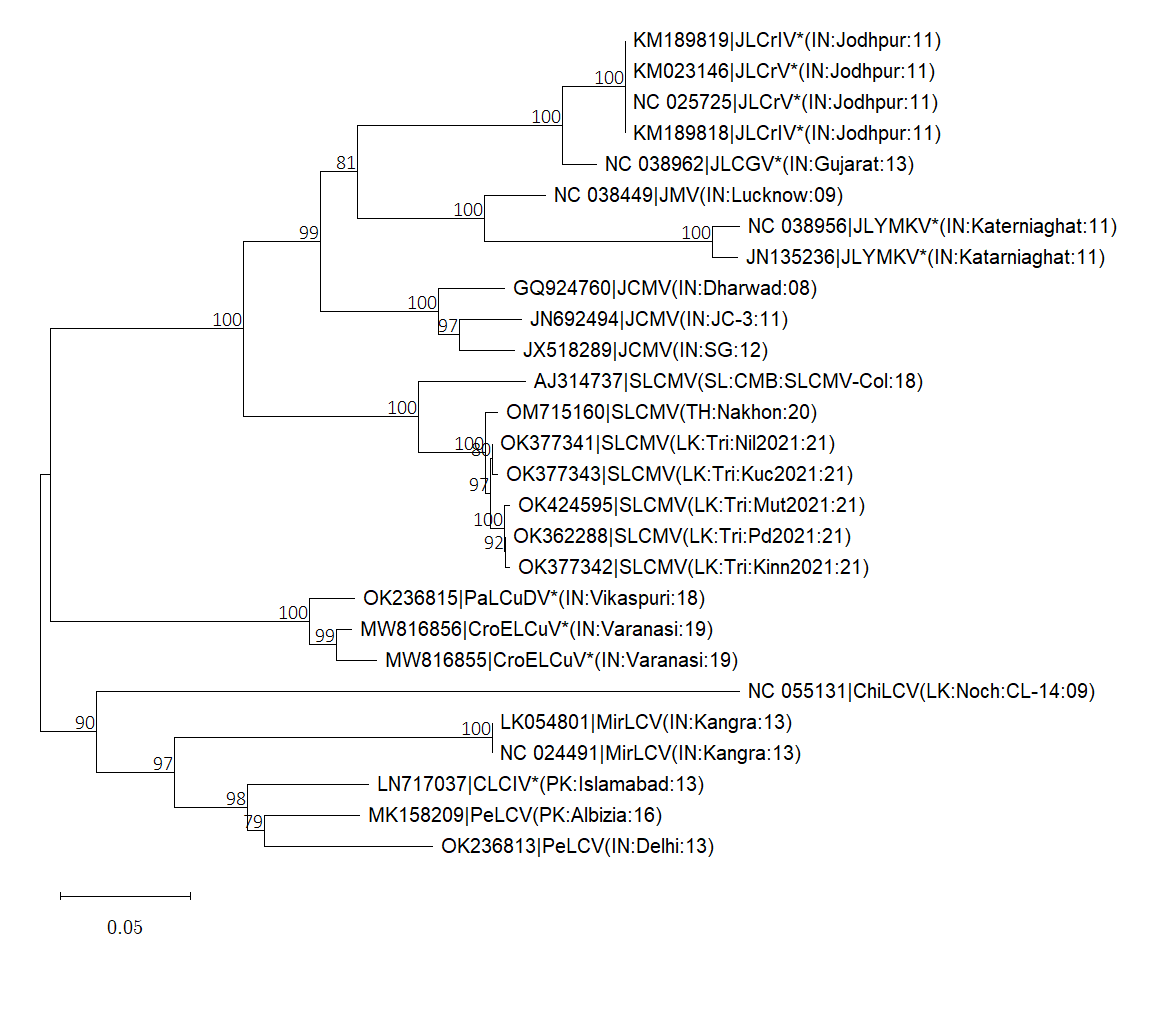 KM189819|JLCrIV*(IN:Jodhpur:11)
100
KM023146|JLCrV*(IN:Jodhpur:11)
NC 025725|JLCrV*(IN:Jodhpur:11)
100
KM189818|JLCrIV*(IN:Jodhpur:11)
81
NC 038962|JLCGV*(IN:Gujarat:13)
NC 038449|JMV(IN:Lucknow:09)
100
99
100
NC 038956|JLYMKV*(IN:Katerniaghat:11)
JN135236|JLYMKV*(IN:Katarniaghat:11)
GQ924760|JCMV(IN:Dharwad:08)
100
100
97
JN692494|JCMV(IN:JC-3:11)
JX518289|JCMV(IN:SG:12)
AJ314737|SLCMV(SL:CMB:SLCMV-Col:18)
100
OM715160|SLCMV(TH:Nakhon:20)
100
80
OK377341|SLCMV(LK:Tri:Nil2021:21)
OK377343|SLCMV(LK:Tri:Kuc2021:21)
97
OK424595|SLCMV(LK:Tri:Mut2021:21)
100
OK362288|SLCMV(LK:Tri:Pd2021:21)
92
OK377342|SLCMV(LK:Tri:Kinn2021:21)
OK236815|PaLCuDV*(IN:Vikaspuri:18)
100
99
MW816856|CroELCuV*(IN:Varanasi:19)
MW816855|CroELCuV*(IN:Varanasi:19)
NC 055131|ChiLCV(LK:Noch:CL-14:09)
90
100
LK054801|MirLCV(IN:Kangra:13)
NC 024491|MirLCV(IN:Kangra:13)
97
LN717037|CLCIV*(PK:Islamabad:13)
98
79
MK158209|PeLCV(PK:Albizia:16)
OK236813|PeLCV(IN:Delhi:13)
0.05